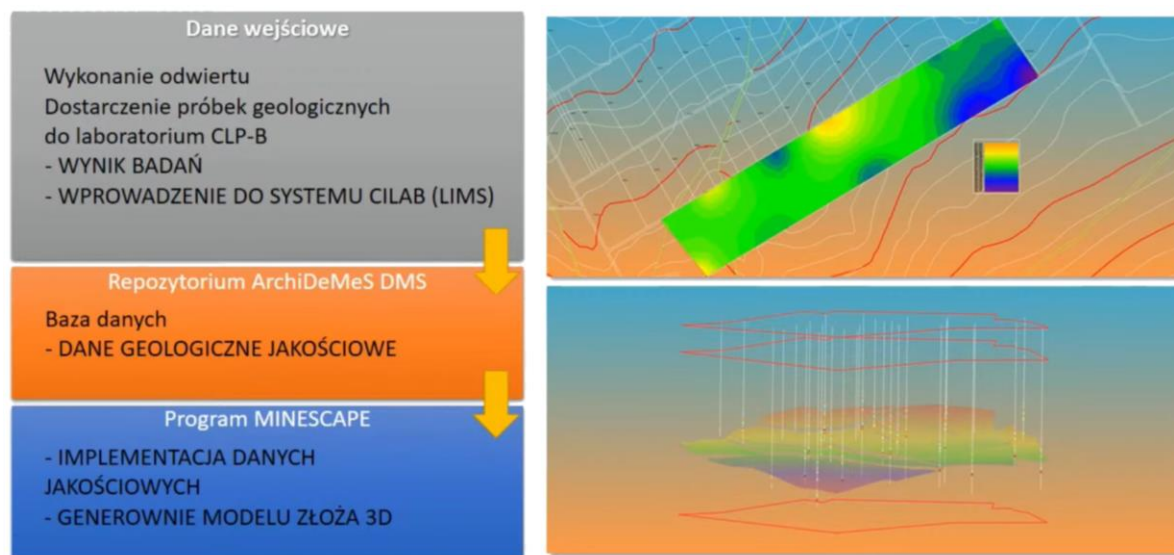 Dane wejściowe
Wykonanie odwiertu
Dostarczenie próbek geologicznych
do laboratorium CLP-B
- WYNIK BADAŃ
- WPROWADZENIE DO SYSTEMU CILAB (LIMS)
Repozytorium ArchiDeMeS DMS
Baza danych
- DANE GEOLOGICZNE JAKOŚCIOWE
Program MINESCAPE
- IMPLEMENTACJA DANYCH
JAKOŚCIOWYCH
- GENEROWNIE MODELU ZŁOŻA 3D